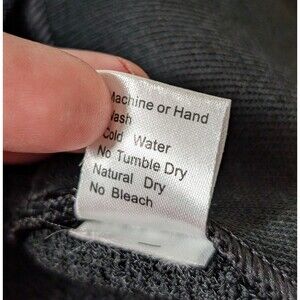 Machine or Hand
Wash
Cold Water
No Tumble Dry
Natural Dry
No Bleach